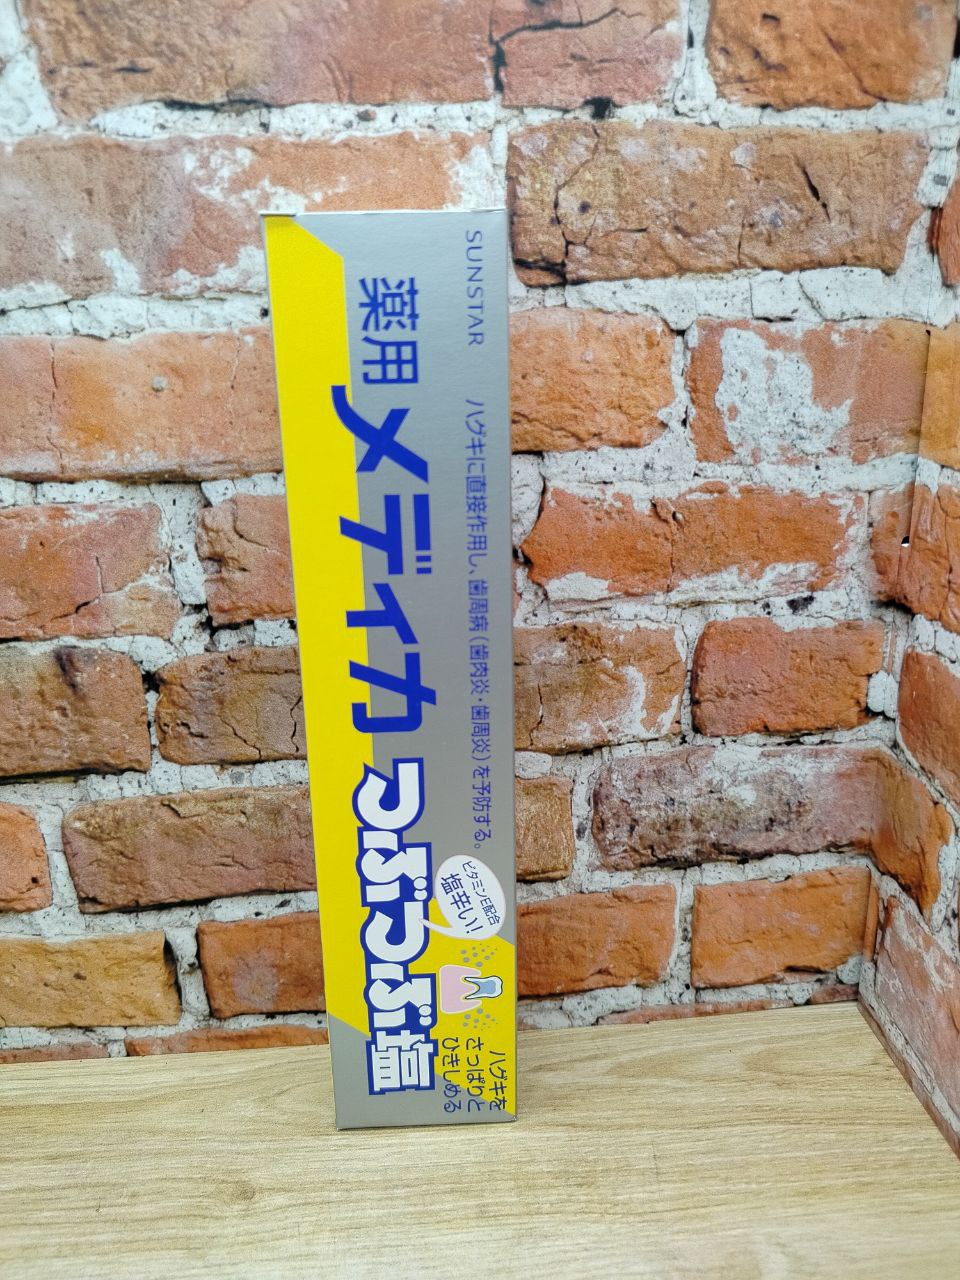 SUNSTAR
ハグキに直接作用し、歯周病(歯肉炎・歯周炎)を予防する。
薬用
メディカ
つぶつぶ塩
ビタミンE配合
塩辛い!
ハグキを
さっぱりと
ひきしめる